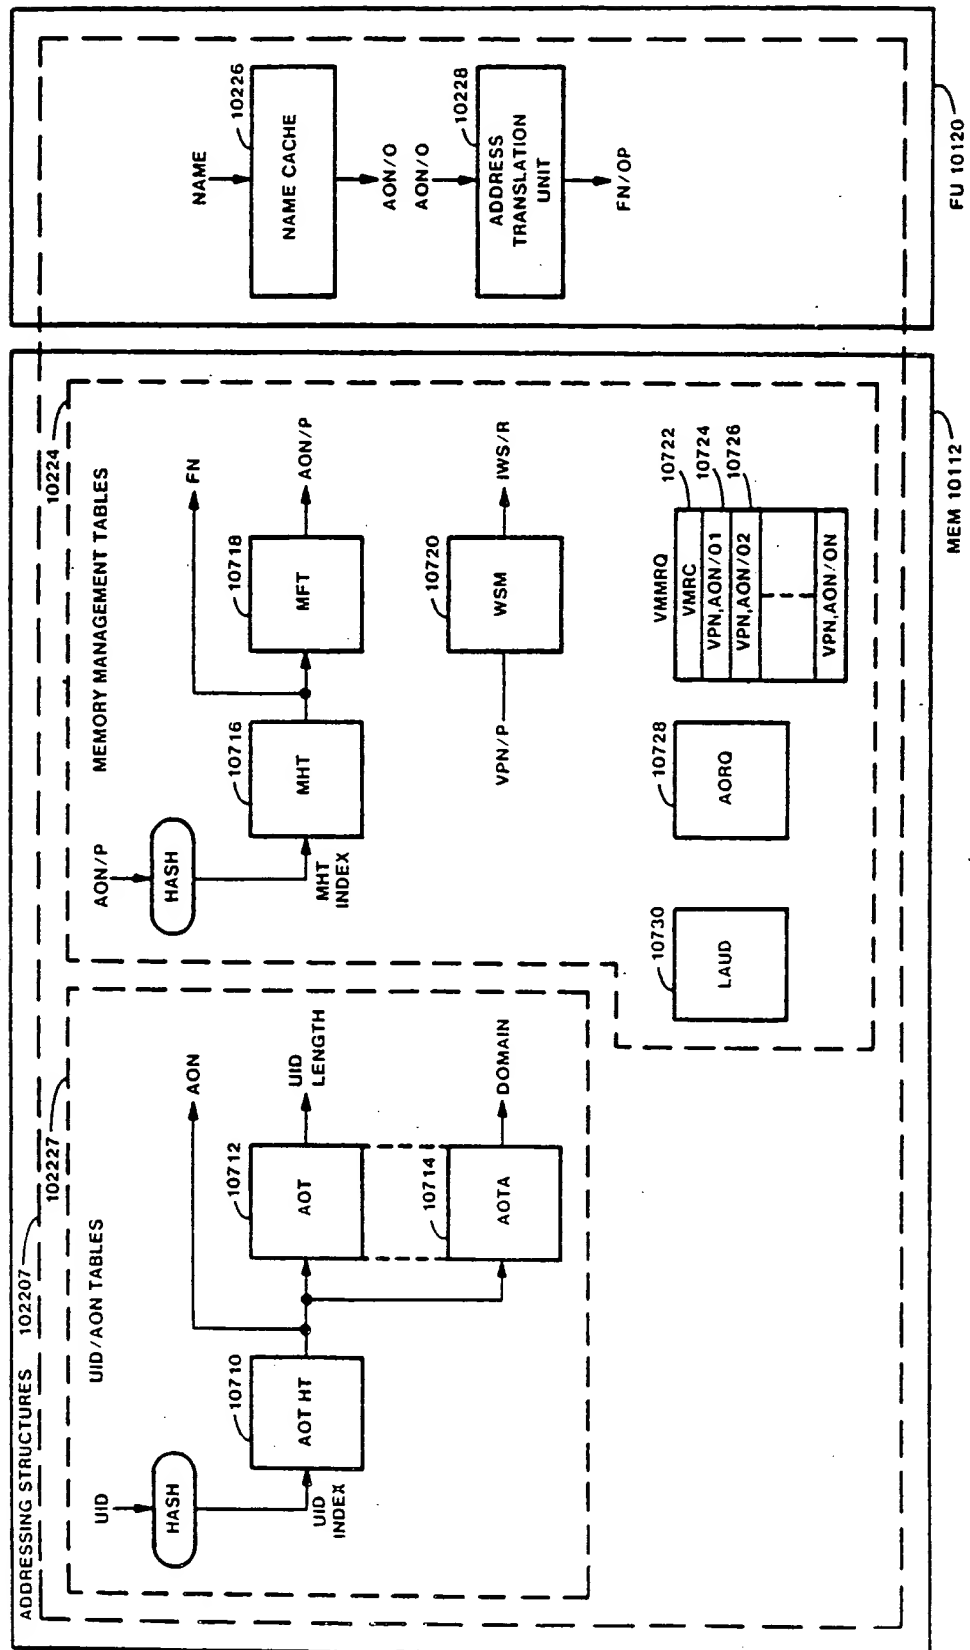 ADDRESSING STRUCTURES 102207
102227
UID/AON TABLES
UID
HASH
UID
INDEX
10710
AOT HT
AON
10712
AOT
UID
LENGTH
10714
AOTA
DOMAIN
10224
MEMORY MANAGEMENT TABLES
AON/P
HASH
MHT
INDEX
10716
MHT
FN
10718
MFT
AON/P
VPN/P
10720
WSM
IWS/R
10730
LAUD
10728
AORQ
VMMRQ
VMRC
VPN,AON/O1
VPN,AON/O2
VPN,AON/ON
10722
10724
10726
MEM 10112
NAME
10226
NAME CACHE
AON/O
AON/O
10228
ADDRESS
TRANSLATION
UNIT
FN/OP
FU 10120